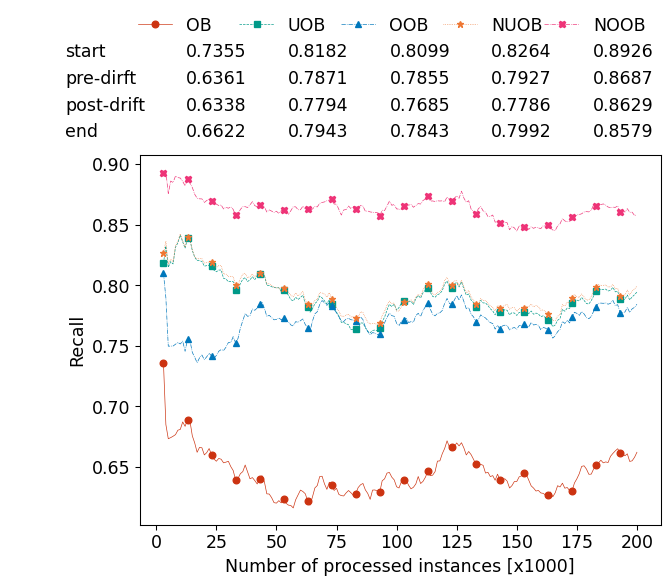 OB UOB OOB NUOB NOOB
start 0.7355 0.8182 0.8099 0.8264 0.8926
pre-dirft 0.6361 0.7871 0.7855 0.7927 0.8687
post-drift 0.6338 0.7794 0.7685 0.7786 0.8629
end 0.6622 0.7943 0.7843 0.7992 0.8579
0.90
0.85
0.80
0.75
0.70
0.65
Recall
0 25 50 75 100 125 150 175 200
Number of processed instances [x1000]